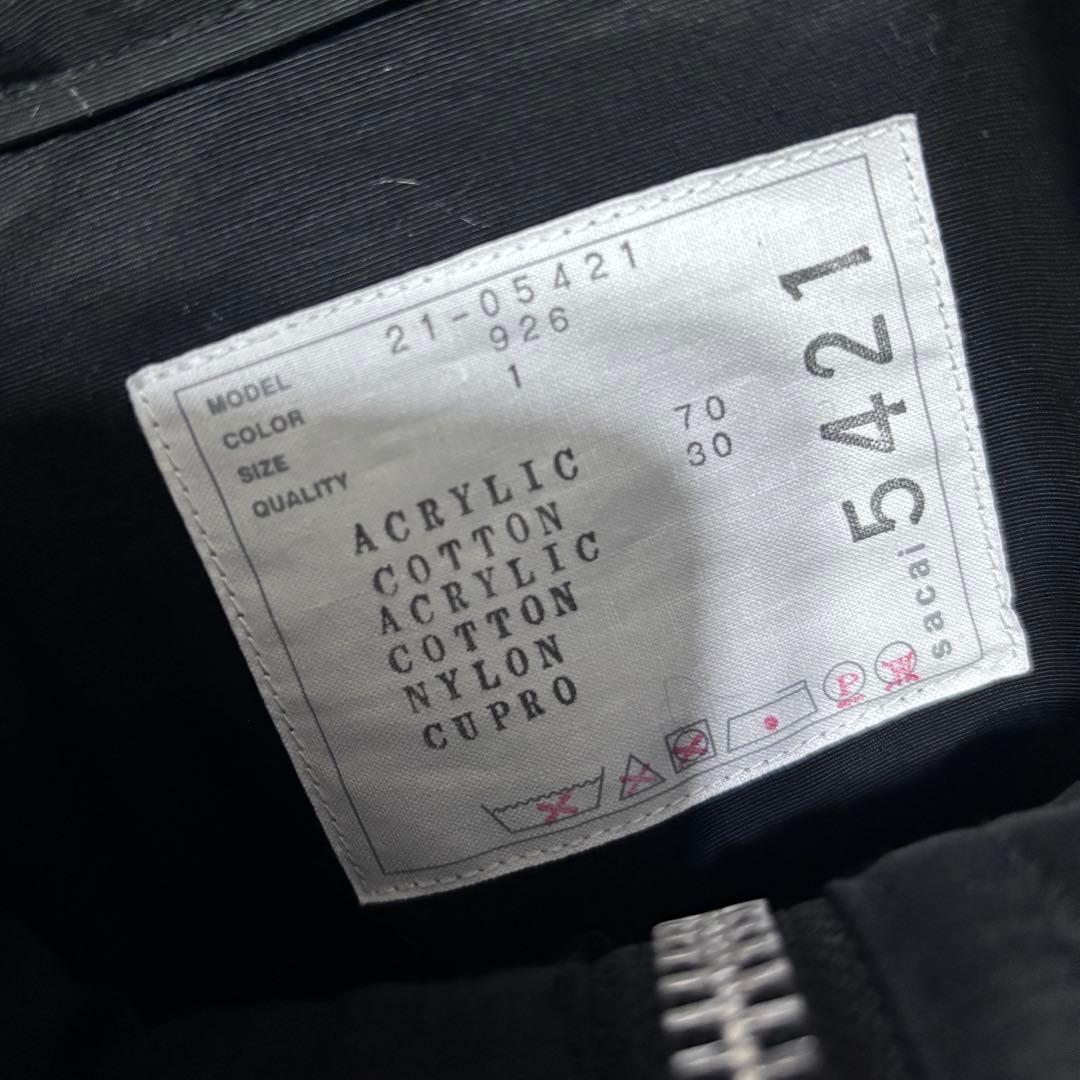 MODEL 21-05421
COLOR 926
SIZE 1
QUALITY
ACRYLIC 70
COTTON 30
ACRYLIC
COTTON
NYLON
CUPRO
P
sacai 5421